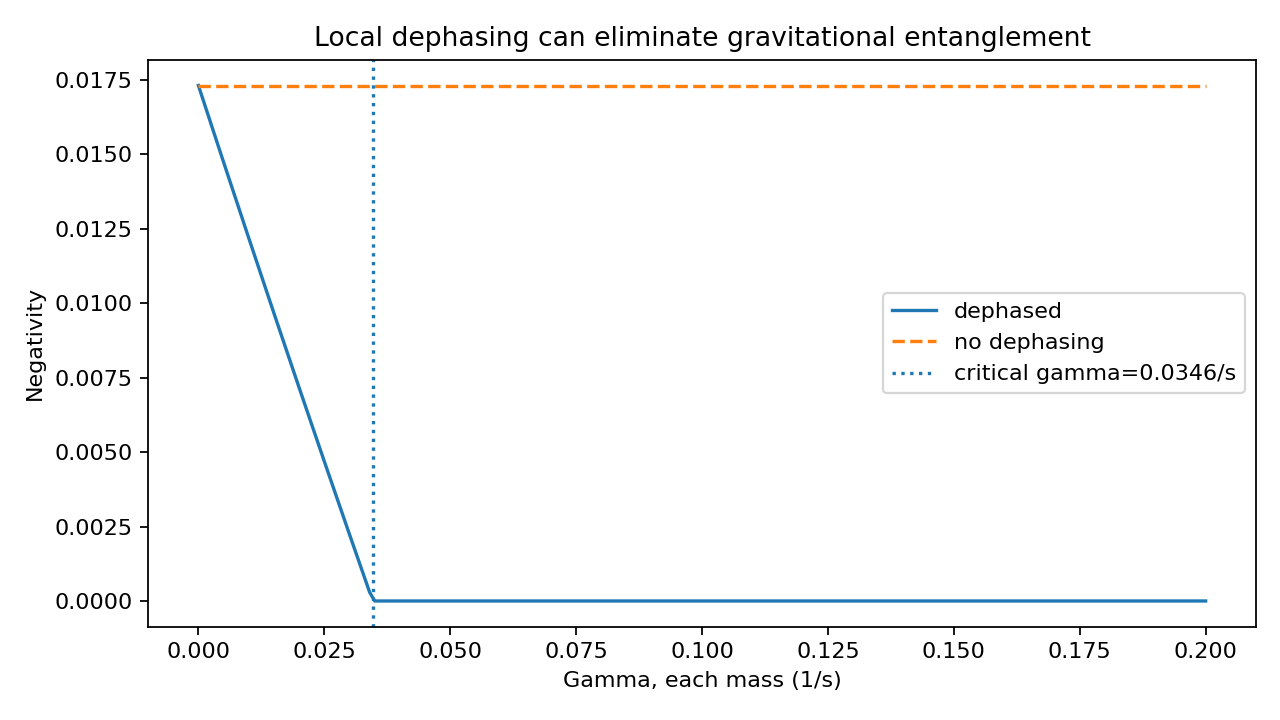 Local dephasing can eliminate gravitational entanglement
0.0175
0.0150
0.0125
0.0100
0.0075
0.0050
0.0025
0.0000
Negativity
dephased
no dephasing
critical gamma=0.0346/s
0.000 0.025 0.050 0.075 0.100 0.125 0.150 0.175 0.200
Gamma, each mass (1/s)